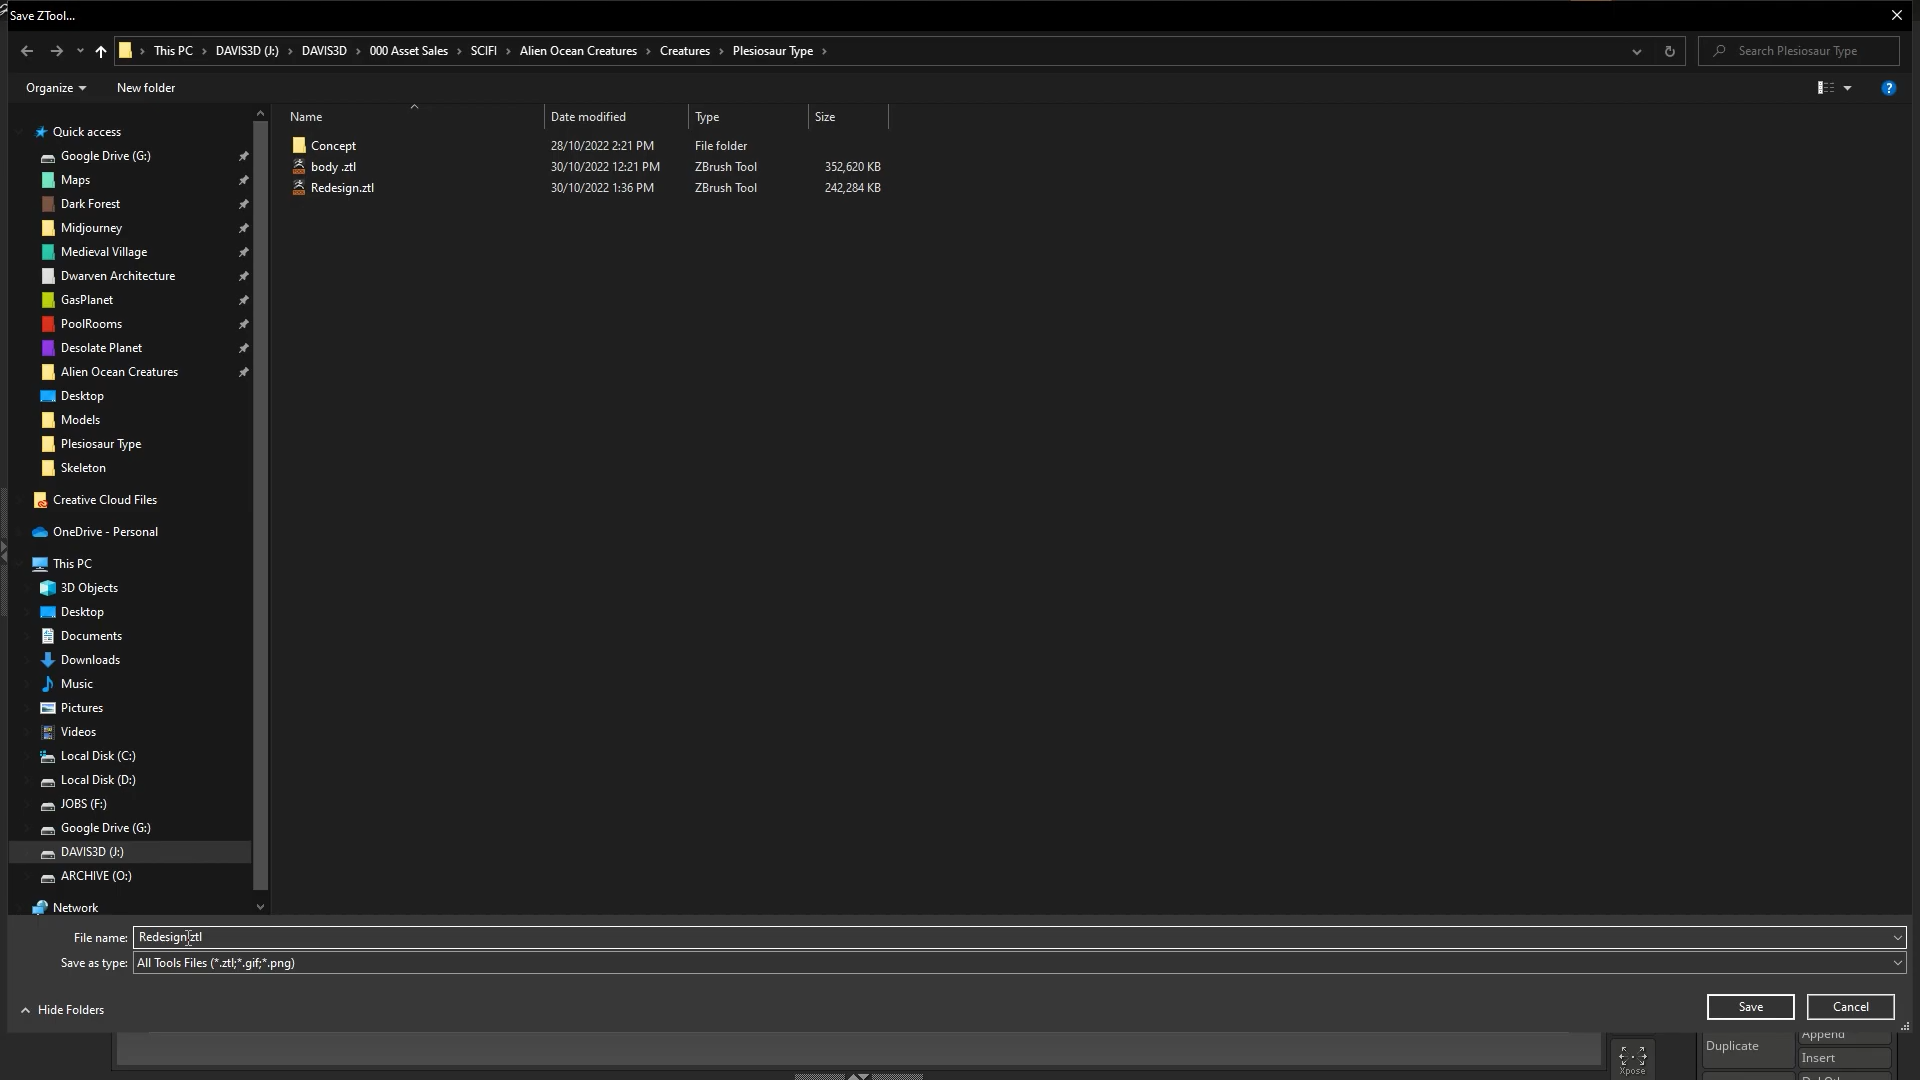 Save ZTool...
This PC > DAVIS3D (J:) > DAVIS3D > 000 Asset Sales > SCIFI > Alien Ocean Creatures > Creatures > Plesiosaur Type >
Search Plesiosaur Type
Organize
New folder
Name
Date modified
Type
Size
Concept
28/10/2022 2:21 PM
File folder
body .ztl
30/10/2022 12:21 PM
ZBrush Tool
352,620 KB
Redesign.ztl
30/10/2022 1:36 PM
ZBrush Tool
242,284 KB
Quick access
Google Drive (G:)
Maps
Dark Forest
Midjourney
Medieval Village
Dwarven Architecture
GasPlanet
PoolRooms
Desolate Planet
Alien Ocean Creatures
Desktop
Models
Plesiosaur Type
Skeleton
Creative Cloud Files
OneDrive - Personal
This PC
3D Objects
Desktop
Documents
Downloads
Music
Pictures
Videos
Local Disk (C:)
Local Disk (D:)
JOBS (F:)
Google Drive (G:)
DAVIS3D (J:)
ARCHIVE (O:)
Network
File name: Redesign.ztl
Save as type: All Tools Files (*.ztl;*.gif;*.png)
Hide Folders
Save
Cancel
Append
Duplicate
Insert
Xpose